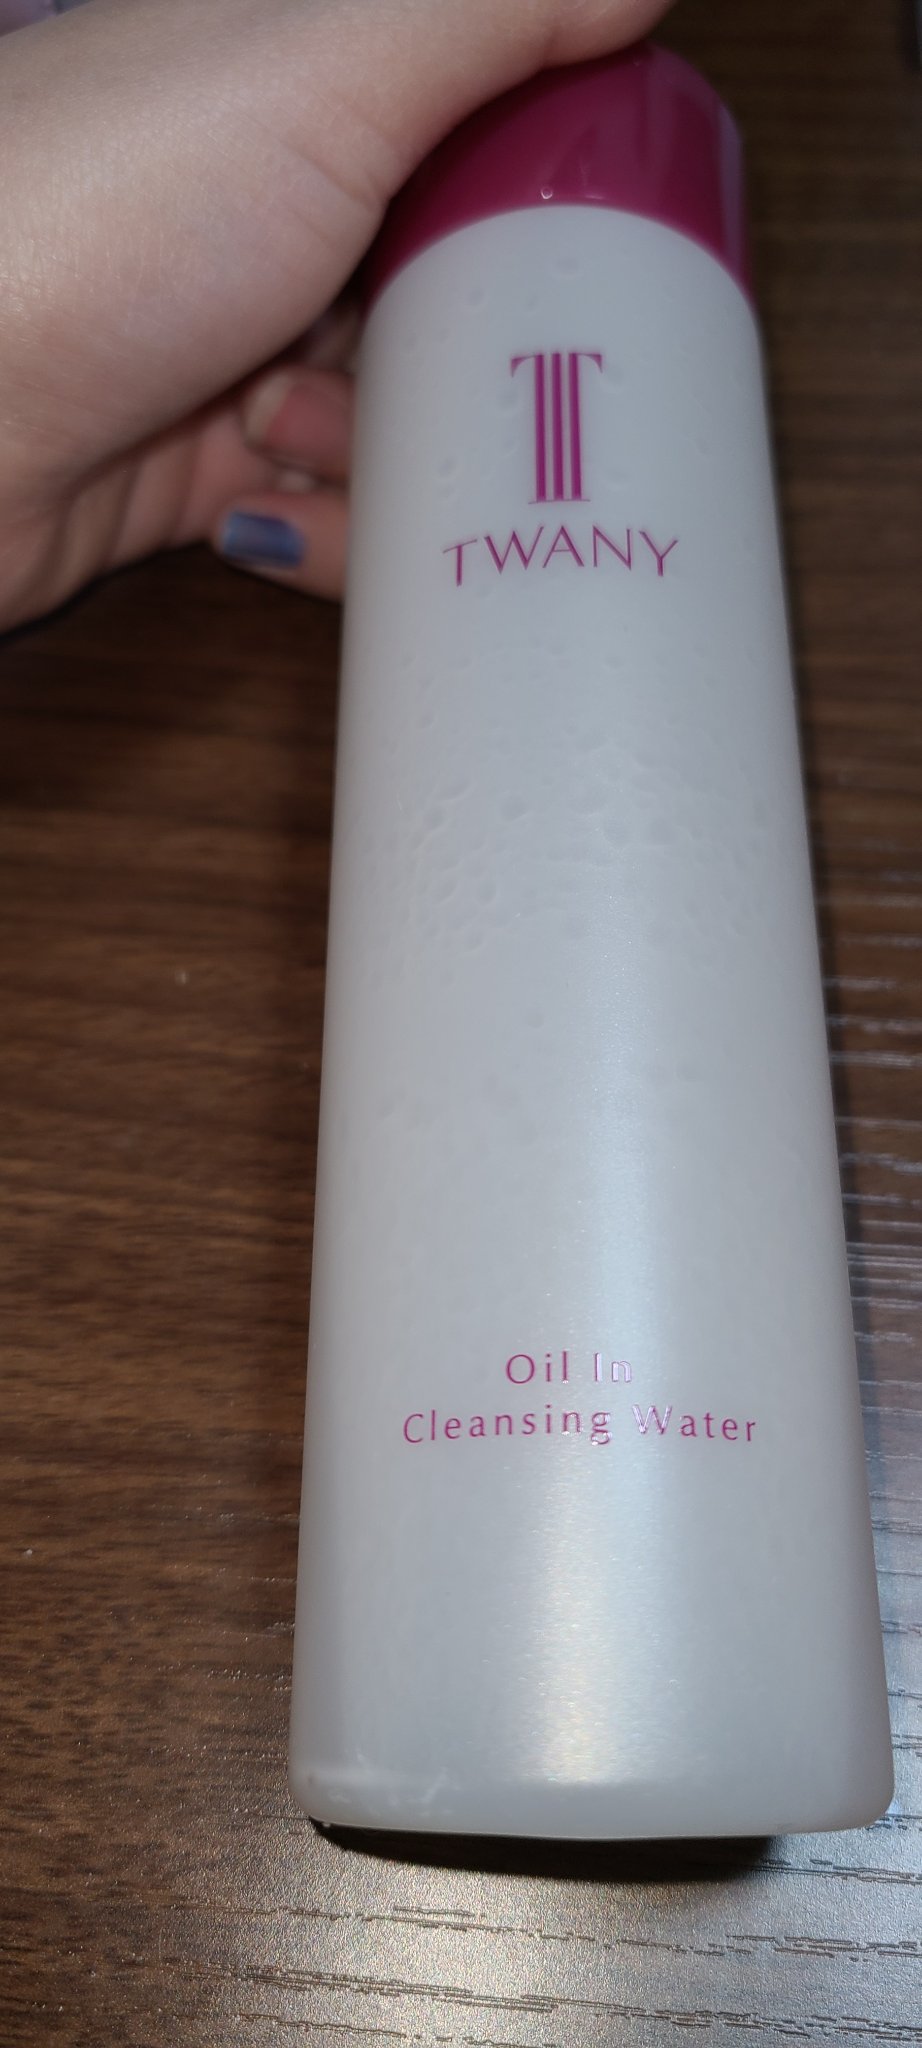 T
TWANY
Oil In
Cleansing Water